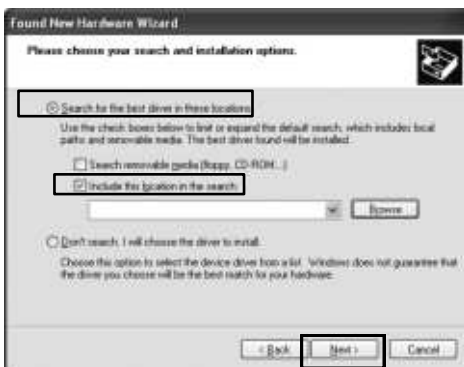 Found New Hardware Wizard
Please choose your search and installation options.
Search for the best driver in these locations.
Use the check boxes below to limit or expand the default search, which includes local
paths and removable media. The best driver found will be installed.
Search removable media (floppy, CD-ROM...)
Include this location in the search:
Browse
Don't search. I will choose the driver to install.
Choose this option to select the device driver from a list. Windows does not guarantee that
the driver you choose will be the best match for your hardware.
< Back Next > Cancel